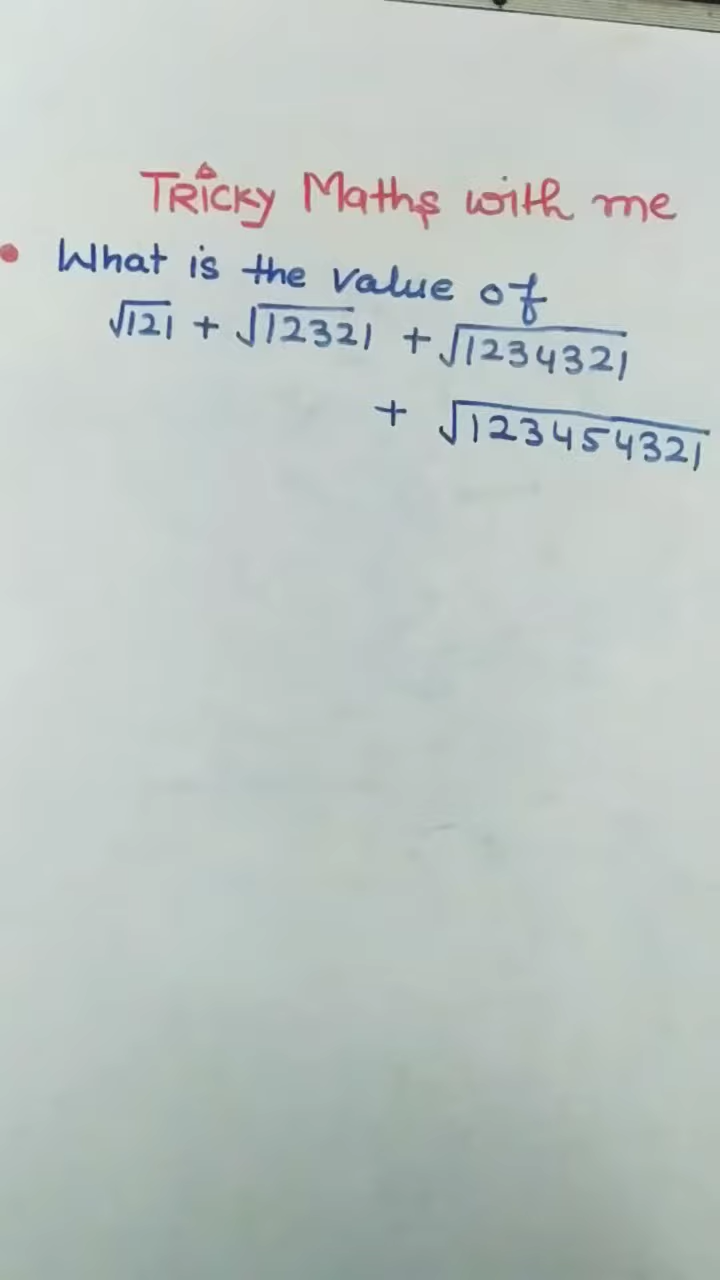 TRICKY Maths with me
• What is the value of
√121 + √12321 + √1234321
+ √123454321